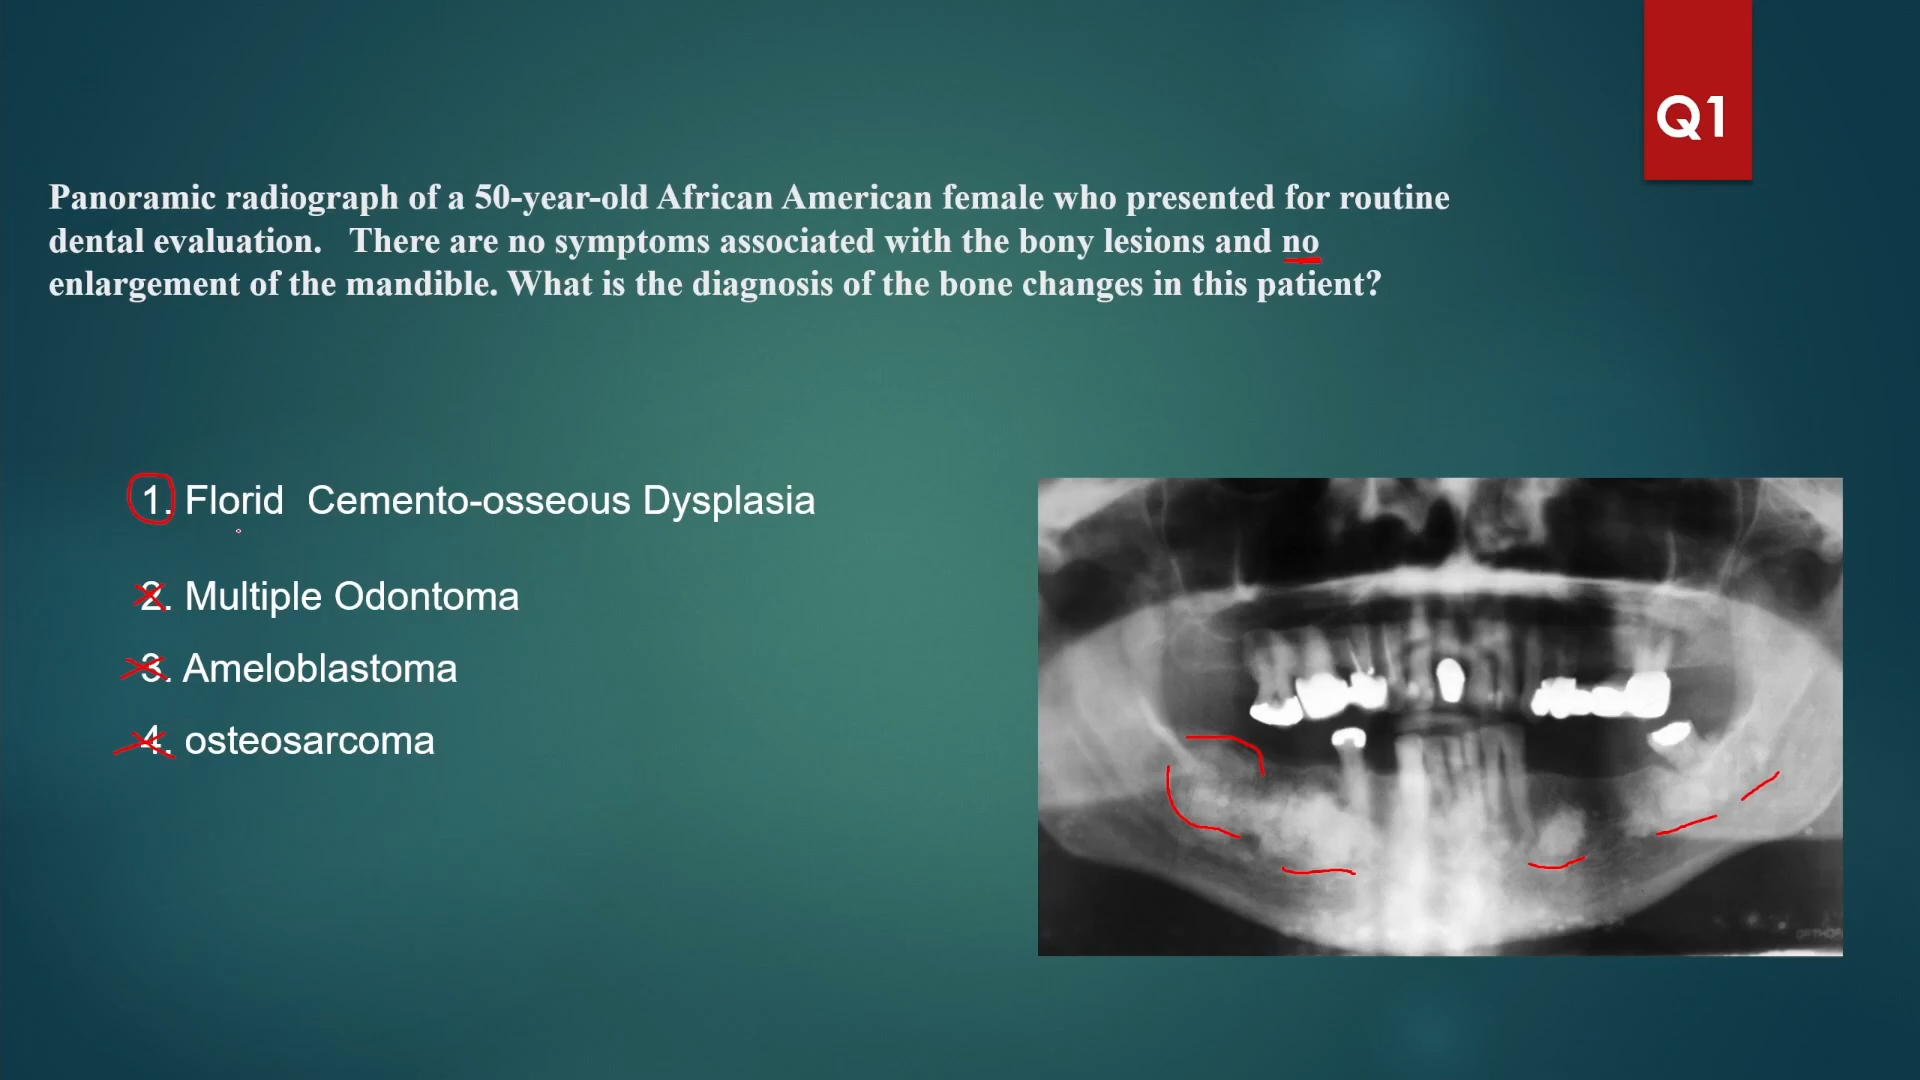 Q1
Panoramic radiograph of a 50-year-old African American female who presented for routine
dental evaluation. There are no symptoms associated with the bony lesions and no
enlargement of the mandible. What is the diagnosis of the bone changes in this patient?
1. Florid Cemento-osseous Dysplasia
2. Multiple Odontoma
3. Ameloblastoma
4. osteosarcoma